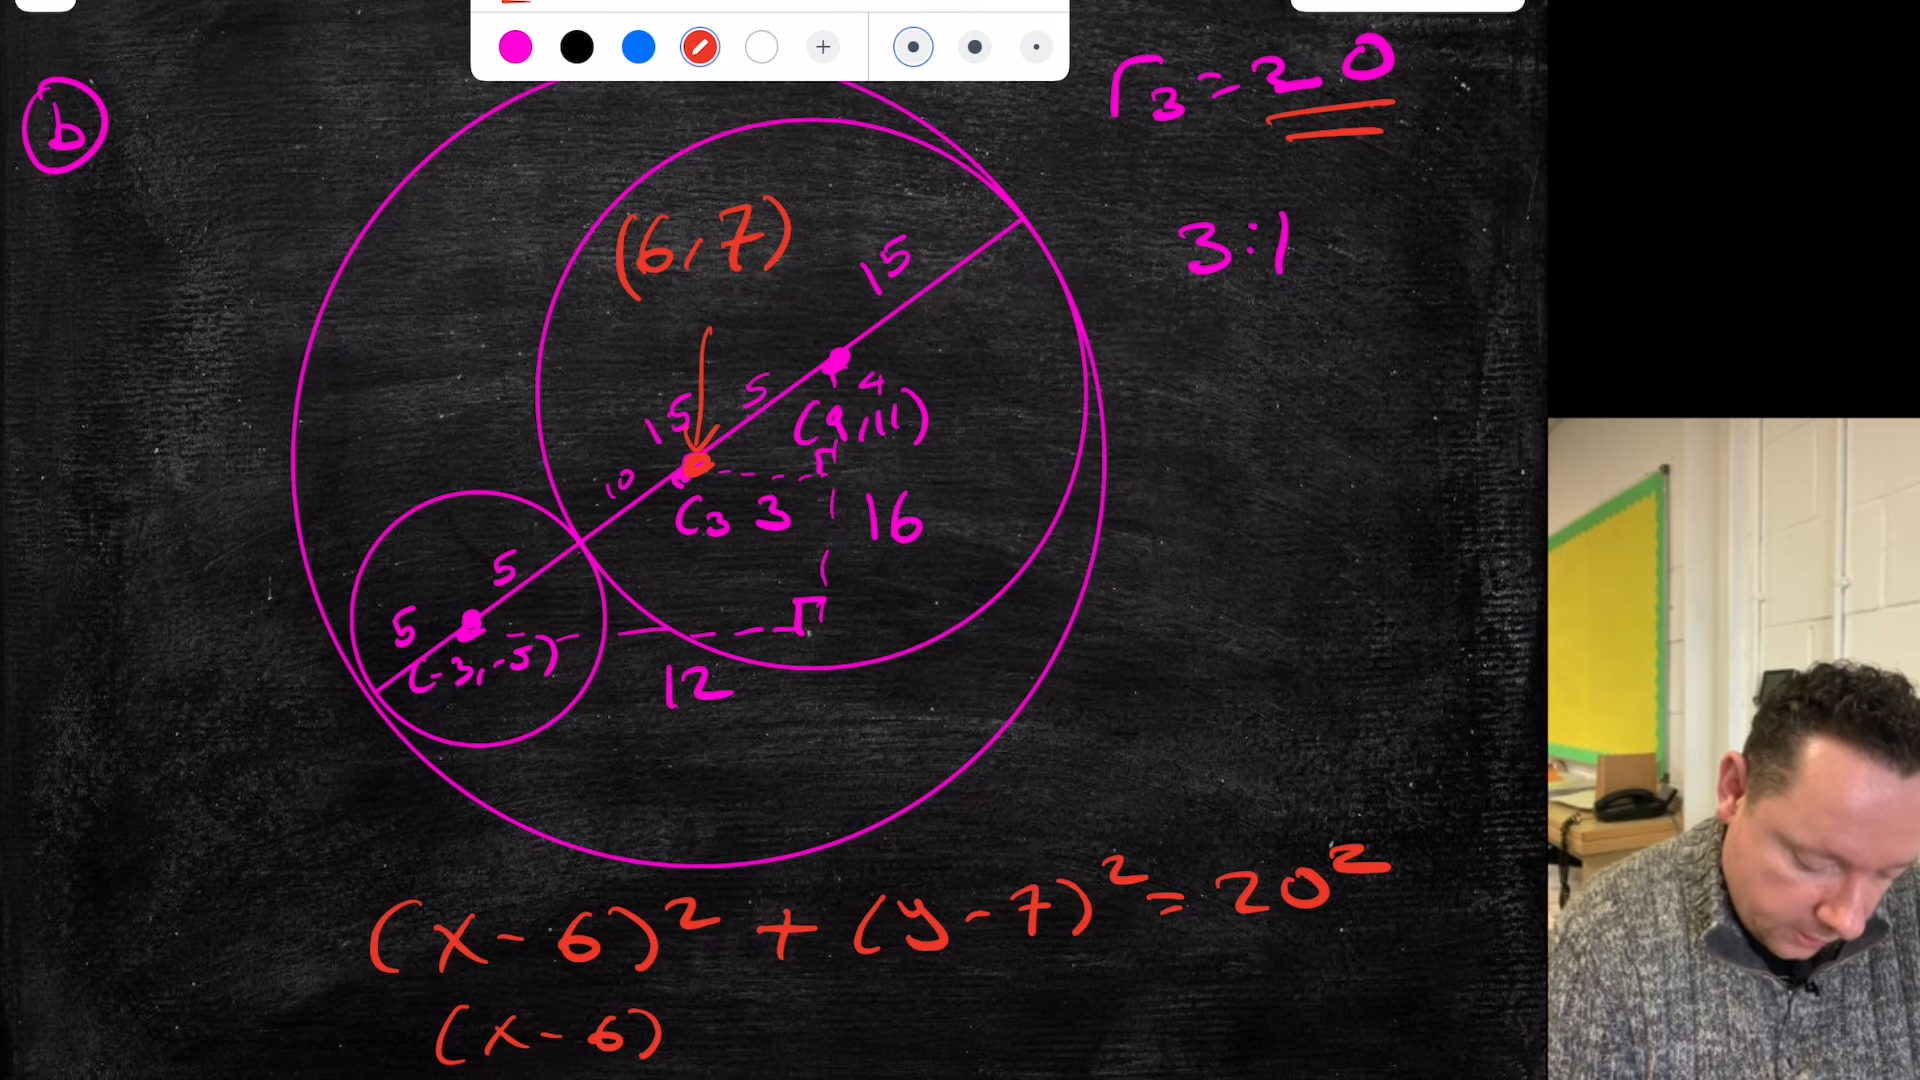 b
r₃ = 20
3:1
(6,7)
15
5
15
4
(9,11)
10
C₃ 3
16
5
5
(-3,-5)
12
(x-6)² + (y-7)² = 20²
(x-6)